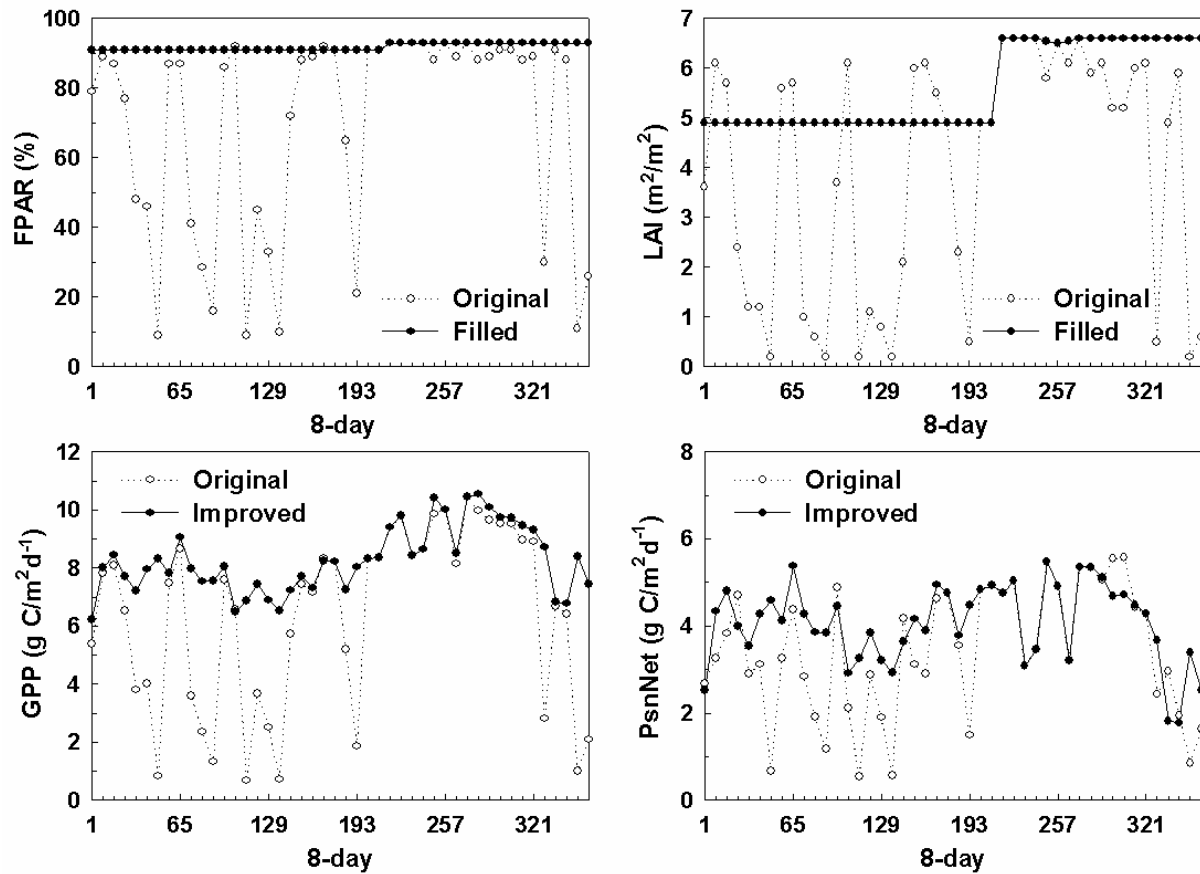 FPAR (%)
100
80
60
40
20
0
Original
Filled
1 65 129 193 257 321
8-day
LAI (m²/m²)
7
6
5
4
3
2
1
0
Original
Filled
1 65 129 193 257 321
8-day
GPP (g C/m²d⁻¹)
12
10
8
6
4
2
0
Original
Improved
1 65 129 193 257 321
8-day
PsnNet (g C/m²d⁻¹)
8
6
4
2
0
Original
Improved
1 65 129 193 257 321
8-day